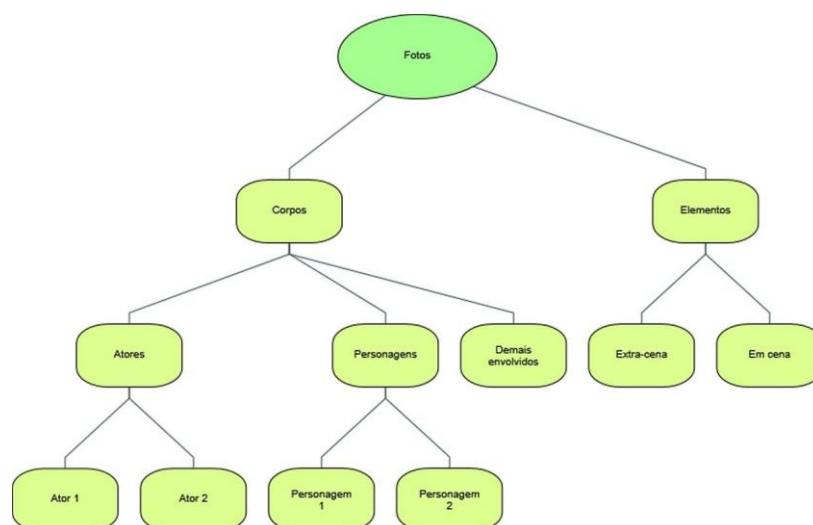 Fotos
Corpos
Elementos
Atores
Personagens
Demais
envolvidos
Extra-cena
Em cena
Ator 1
Ator 2
Personagem
1
Personagem
2